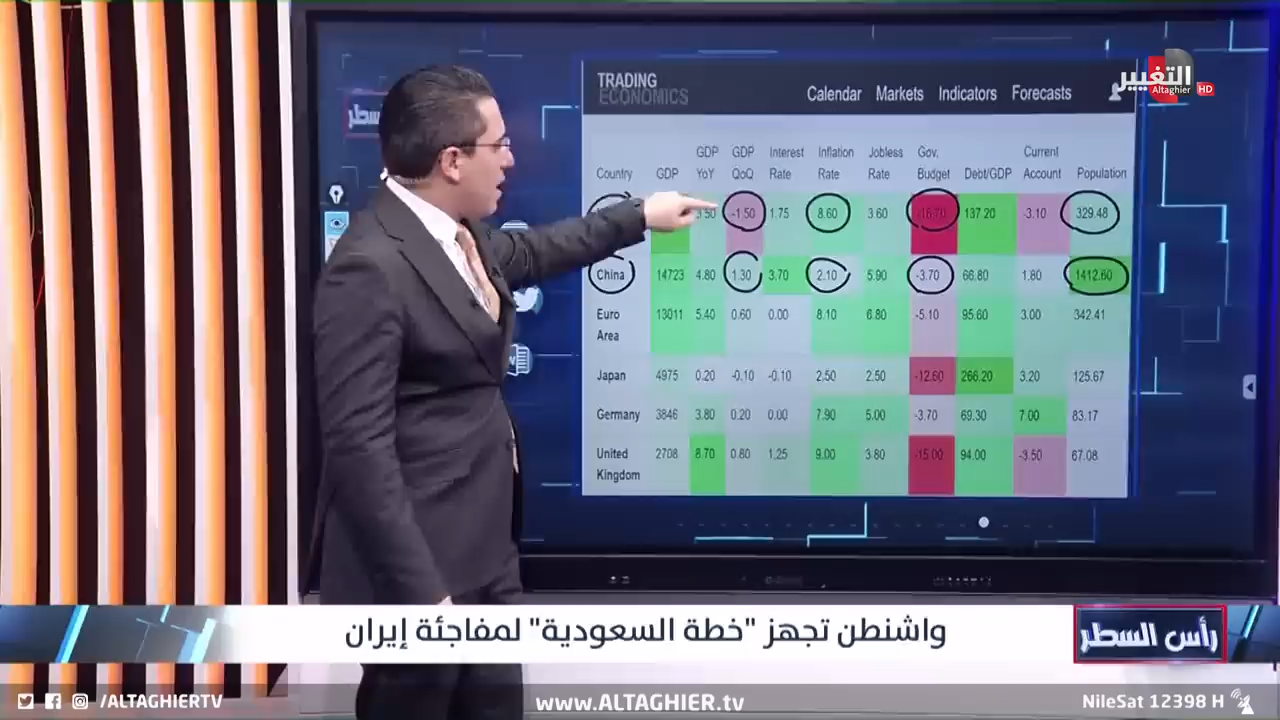 التغيير
Altaghier HD
السطر
TRADING
ECONOMICS
Calendar Markets Indicators Forecasts
Country GDP GDP YoY GDP QoQ Interest Rate Inflation Rate Jobless Rate Gov. Budget Debt/GDP Current Account Population
3.50 -1.50 1.75 8.60 3.60 137.20 -3.10 329.48
China 14723 4.80 1.30 3.70 2.10 5.90 -3.70 66.80 1.80 1412.60
Euro Area 13011 5.40 0.60 0.00 8.10 6.80 -5.10 95.60 3.00 342.41
Japan 4975 0.20 -0.10 -0.10 2.50 2.50 -12.60 266.20 3.20 125.67
Germany 3846 3.80 0.20 0.00 7.90 5.00 -3.70 69.30 7.00 83.17
United Kingdom 2708 8.70 0.80 1.25 9.00 3.80 -15.00 94.00 -3.50 67.08
رأس السطر
واشنطن تجهز "خطة السعودية" لمفاجئة إيران
/ALTAGHIERTV
www.ALTAGHIER.tv
NileSat 12398 H